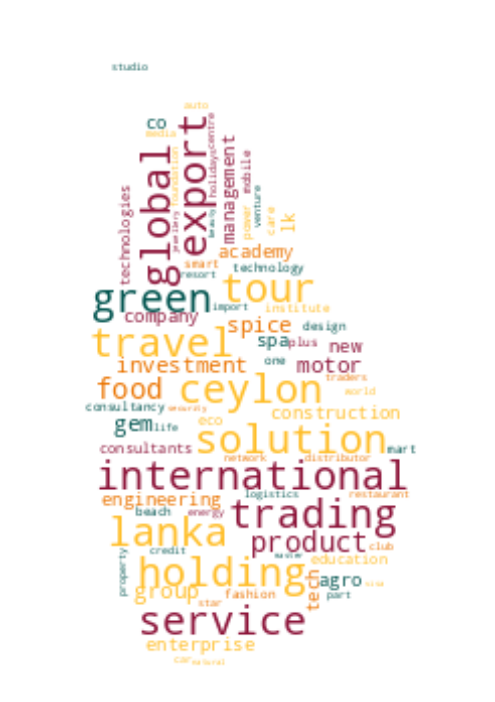 studio
auto
co
media
export
global
foundation
jewellery
holidays
centre
beauty
management
mobile
technologies
venture
power
care
lk
academy
smart
technology
resort
tour
green
import
institute
company
spice
design
travel
spa
plus
new
one
investment
motor
traders
food
ceylon
world
consultancy
security
construction
gem
life
eco
solution
consultants
mart
network
distributor
international
engineering
logistics
restaurant
beach
energy
trading
lanka
product
club
credit
property
education
holding
tech
agro
group
star
fashion
part
service
enterprise
car
natural